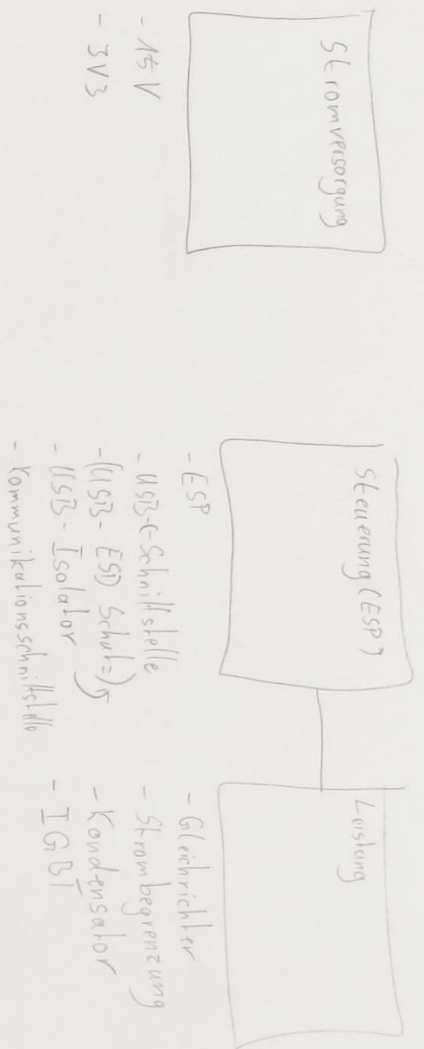 Stromversorgung
- 15 V
- 3V3
Steuerung (ESP)
- ESP
- USB-C-Schnittstelle
- (USB - ESD Schutz)
- USB - Isolator
- Kommunikationsschnittstelle
Leistung
- Gleichrichter
- Strombegrenzung
- Kondensator
- IGBT